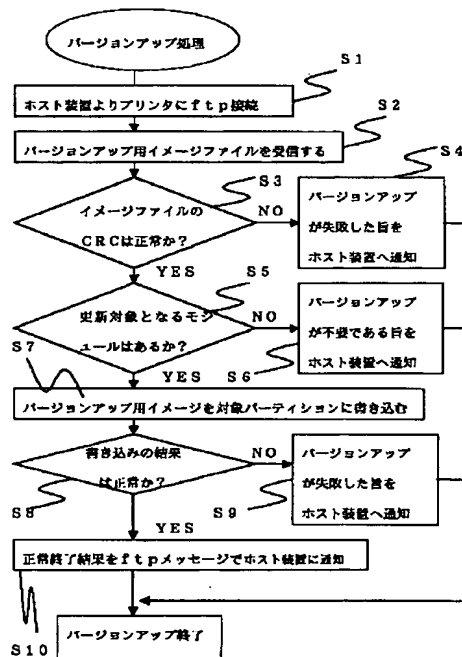 バージョンアップ処理
S1
ホスト装置よりプリンタにftp接続
S2
バージョンアップ用イメージファイルを受信する
S3
S4
イメージファイルの
CRCは正常か?
NO
バージョンアップ
が失敗した旨を
ホスト装置へ通知
YES
S5
更新対象となるモジ
ュールはあるか?
NO
バージョンアップ
が不要である旨を
ホスト装置へ通知
S6
S7
YES
バージョンアップ用イメージを対象パーティションに書き込む
書き込みの結果
は正常か?
NO
バージョンアップ
が失敗した旨を
ホスト装置へ通知
S8
S9
YES
正常終了結果をftpメッセージでホスト装置に通知
バージョンアップ終了
S10